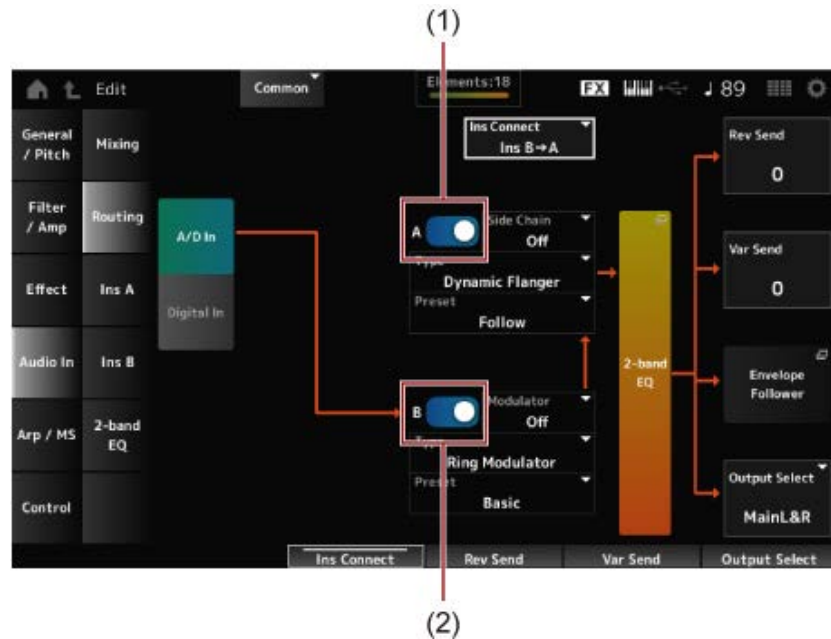 (1)
Edit
Common
Elements:18
FX
♩ 89
General
/ Pitch
Mixing
Filter
/ Amp
Routing
Effect
Ins A
Audio In
Ins B
Arp / MS
2-band
EQ
Control
A/D In
Digital In
Ins Connect
Ins B→A
A
Side Chain
Off
Type
Dynamic Flanger
Preset
Follow
B
Modulator
Off
Type
Ring Modulator
Preset
Basic
2-band
EQ
Rev Send
0
Var Send
0
Envelope
Follower
Output Select
MainL&R
Ins Connect
Rev Send
Var Send
Output Select
(2)